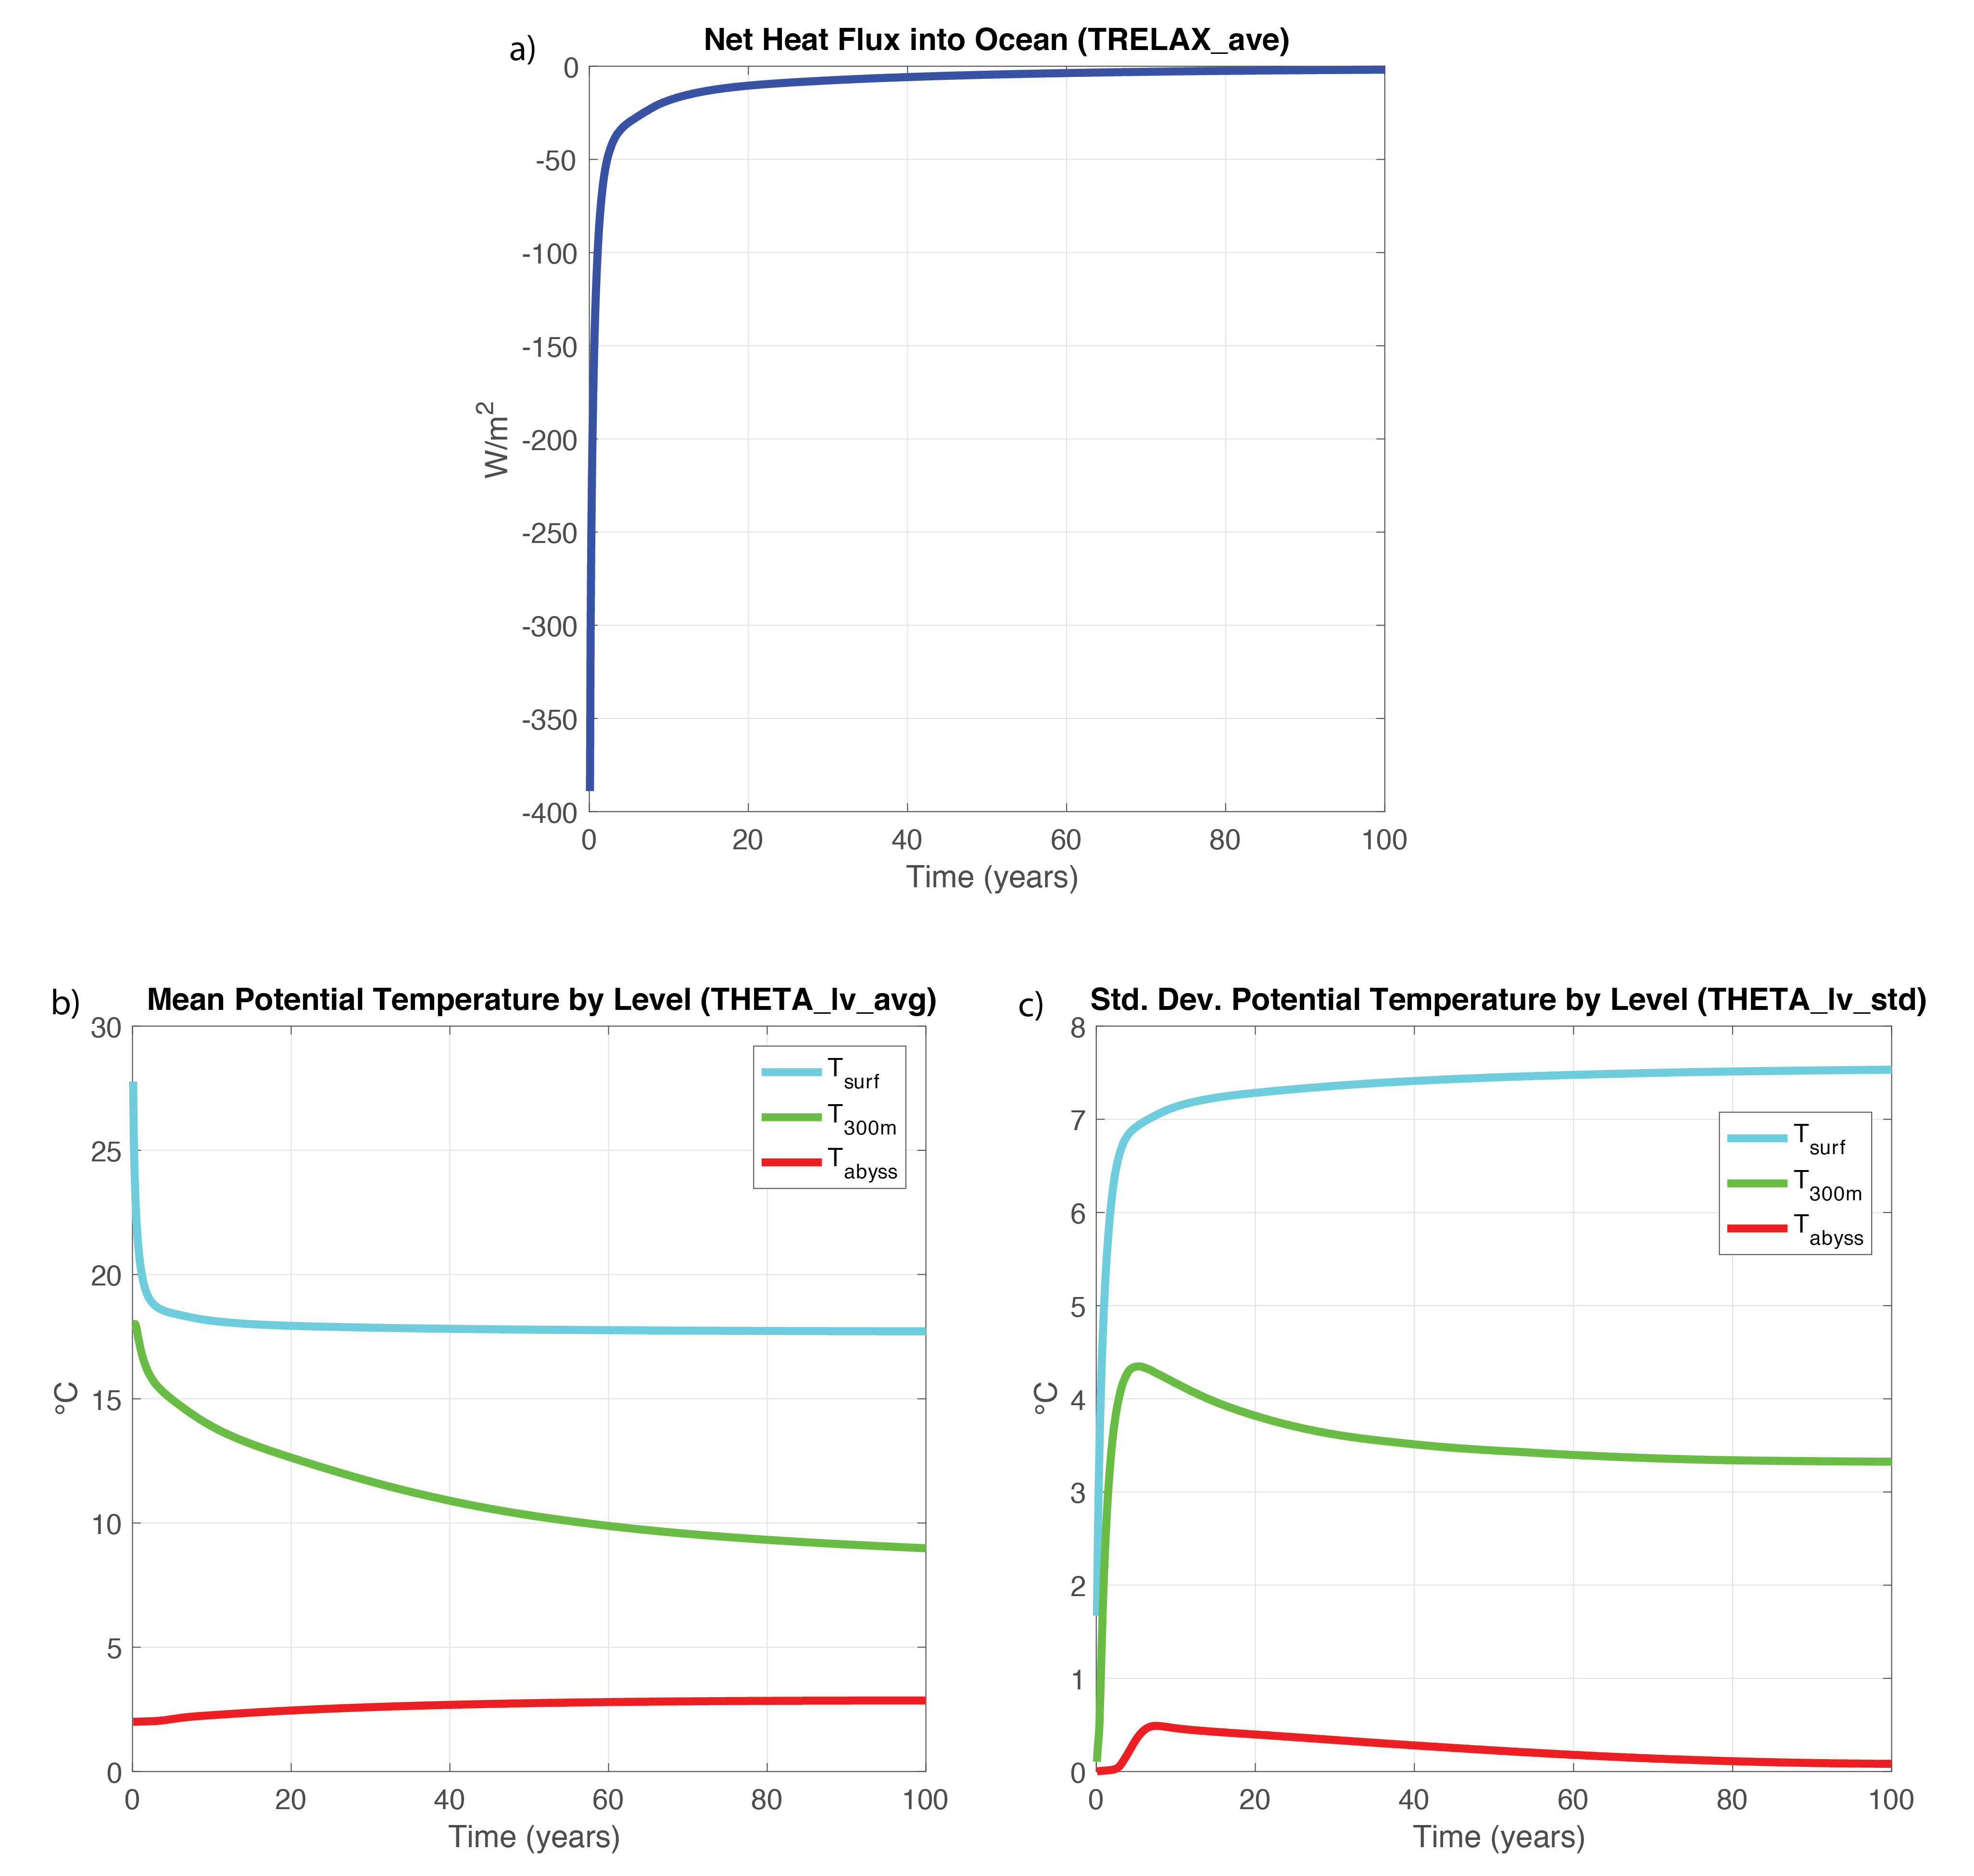 a)
Net Heat Flux into Ocean (TRELAX_ave)
0
-50
-100
-150
-200
-250
-300
-350
-400
W/m2
0 20 40 60 80 100
Time (years)
b)
Mean Potential Temperature by Level (THETA_lv_avg)
30
25
20
15
10
5
0
°C
Tsurf
T300m
Tabyss
0 20 40 60 80 100
Time (years)
c)
Std. Dev. Potential Temperature by Level (THETA_lv_std)
8
7
6
5
4
3
2
1
0
°C
Tsurf
T300m
Tabyss
0 20 40 60 80 100
Time (years)